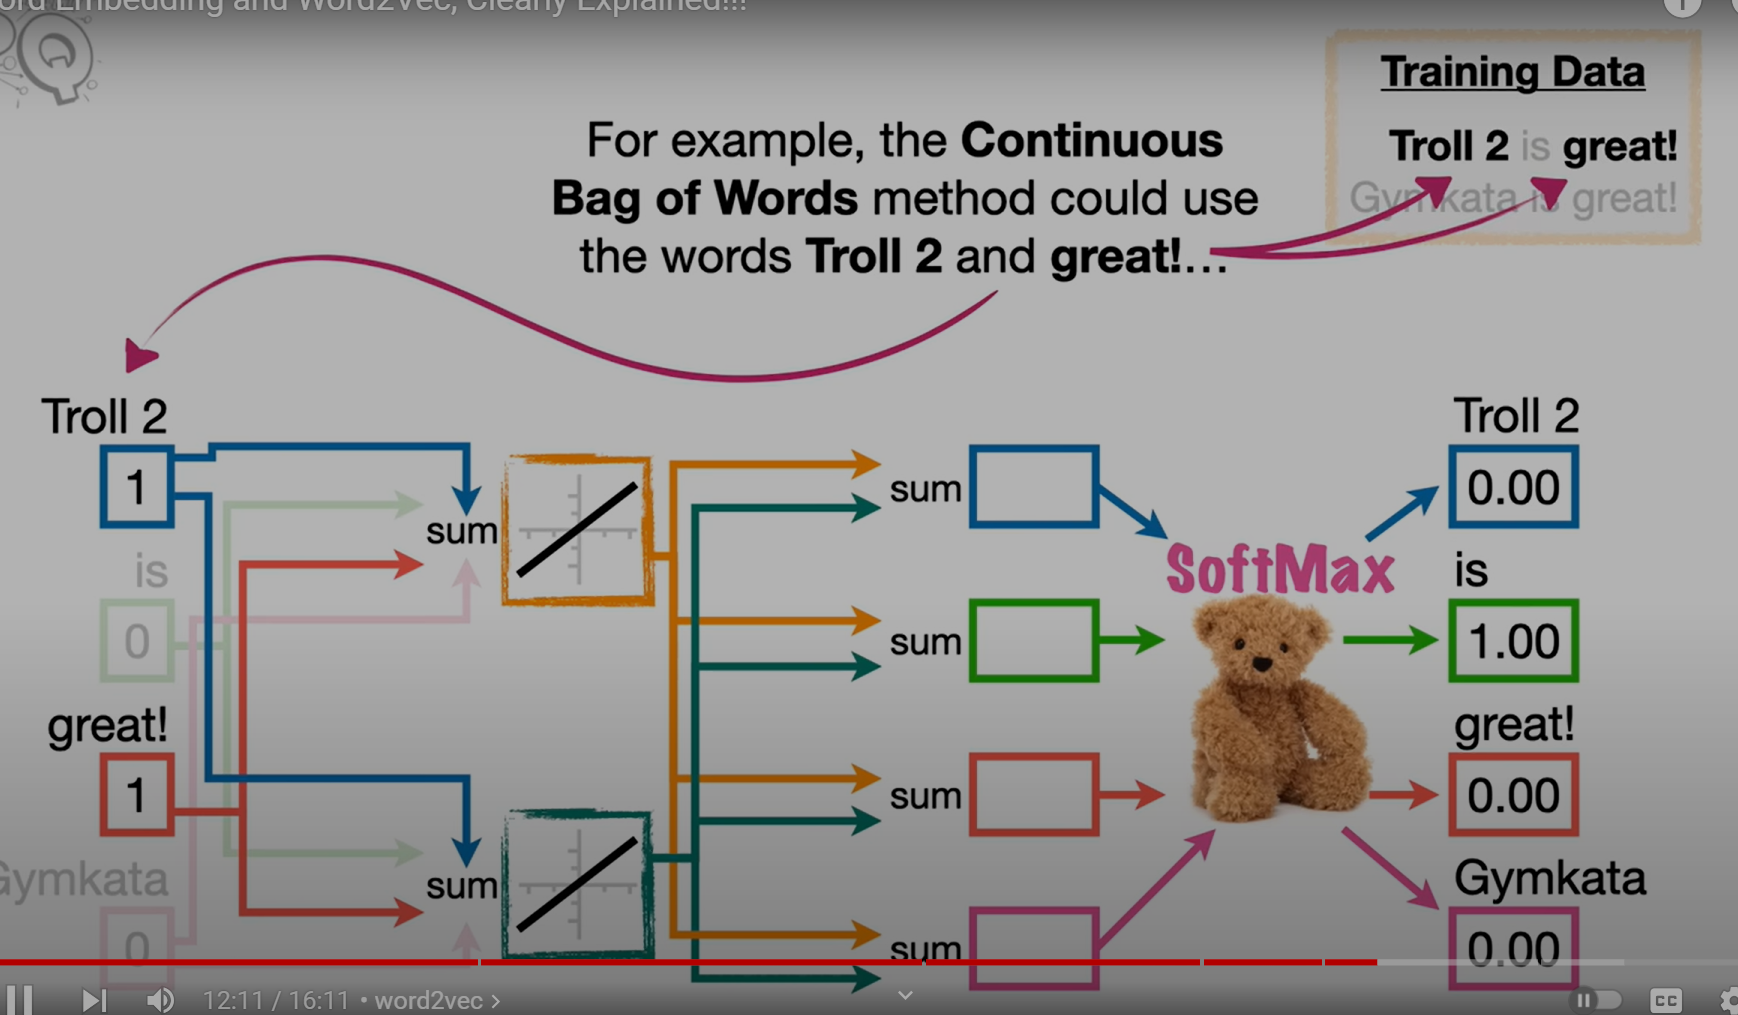 ord Embedding and Word2Vec, Clearly Explained!!!
Training Data
Troll 2 is great!
Gymkata is great!
For example, the Continuous
Bag of Words method could use
the words Troll 2 and great!...
Troll 2
1
is
0
great!
1
Gymkata
0
sum
sum
sum
sum
sum
sum
SoftMax
Troll 2
0.00
is
1.00
great!
0.00
Gymkata
0.00
12:11 / 16:11 • word2vec >
CC